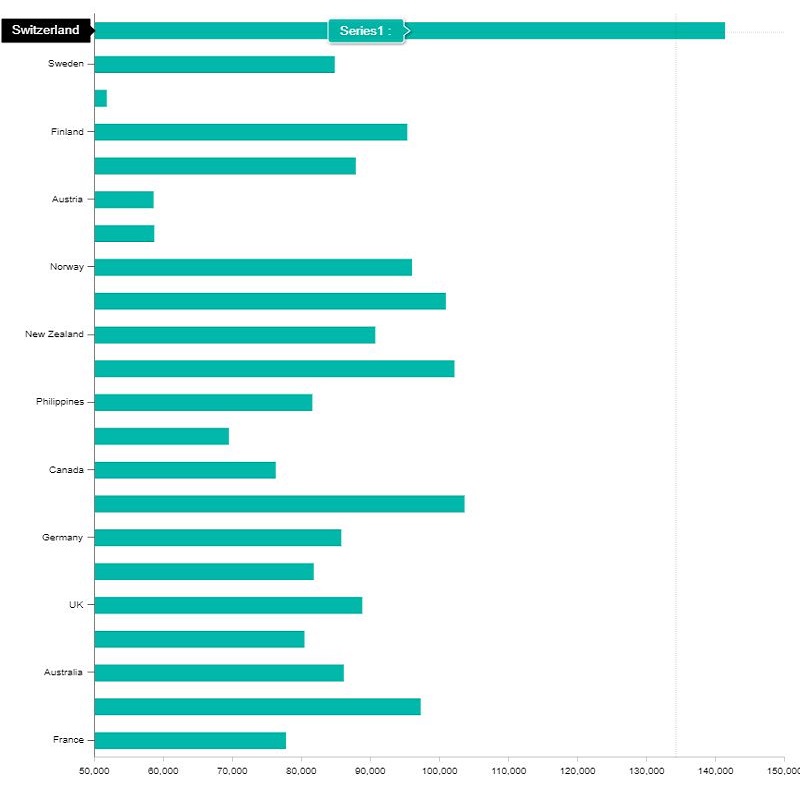 Switzerland
Series1 :
Sweden
Finland
Austria
Norway
New Zealand
Philippines
Canada
Germany
UK
Australia
France
50,000 60,000 70,000 80,000 90,000 100,000 110,000 120,000 130,000 140,000 150,000